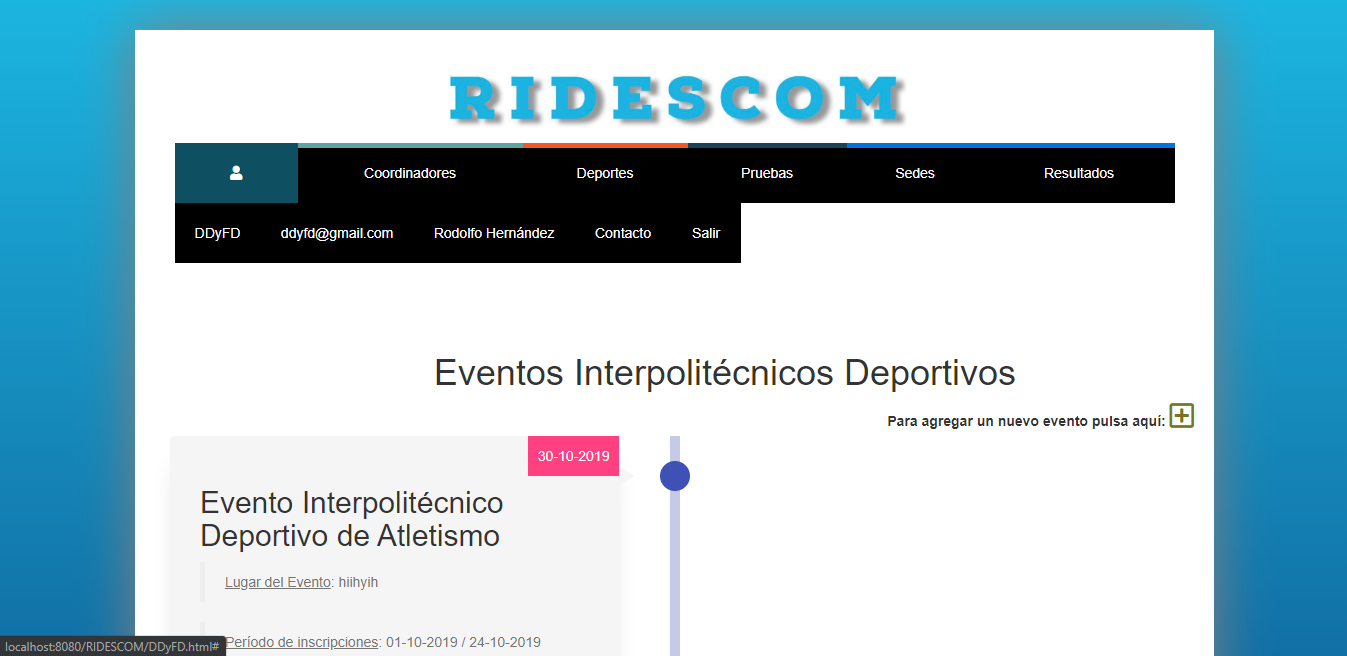 RIDESCOM
Coordinadores Deportes Pruebas Sedes Resultados
DDyFD ddyfd@gmail.com Rodolfo Hernández Contacto Salir
Eventos Interpolitécnicos Deportivos
Para agregar un nuevo evento pulsa aquí:
30-10-2019
Evento Interpolitécnico
Deportivo de Atletismo
Lugar del Evento: hiihyih
Período de inscripciones: 01-10-2019 / 24-10-2019
localhost:8080/RIDESCOM/DDyFD.html#